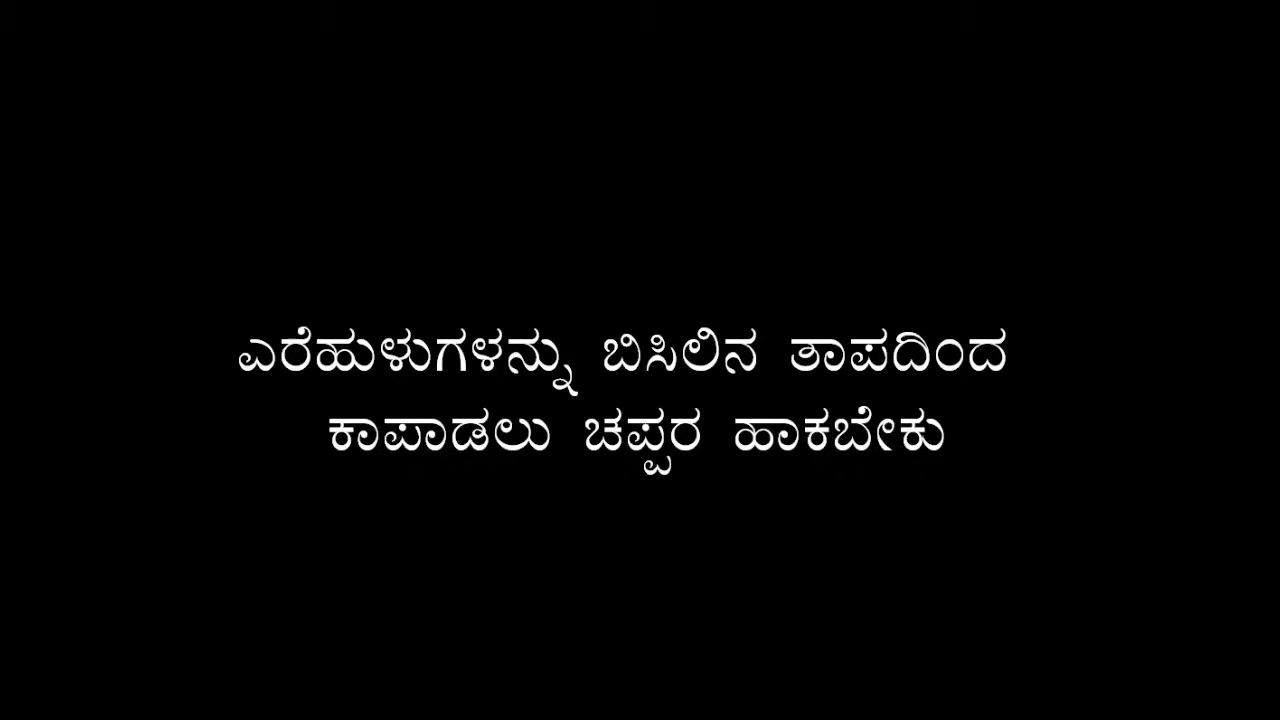 ಎರೆಹುಳುಗಳನ್ನು ಬಿಸಿಲಿನ ತಾಪದಿಂದ
ಕಾಪಾಡಲು ಚಪ್ಪರ ಹಾಕಬೇಕು